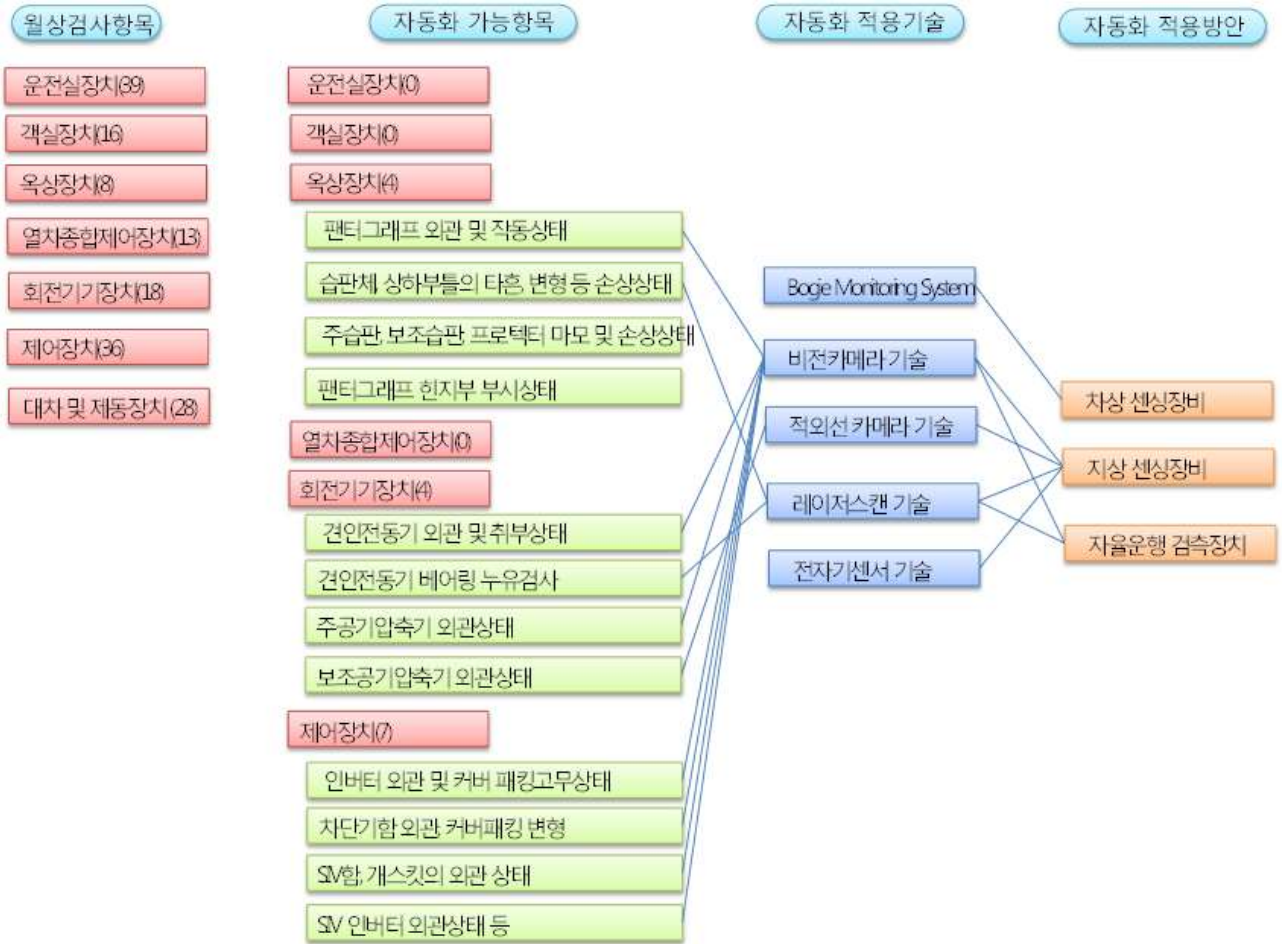 월상검사항목
운전실장치(39)
객실장치(16)
옥상장치(8)
열차종합제어장치(13)
회전기기장치(18)
제어장치(36)
대차 및 제동장치 (28)
자동화 가능항목
운전실장치(0)
객실장치(0)
옥상장치(4)
팬터그래프 외관 및 작동상태
습판체, 상하부틀의 타흔, 변형 등 손상상태
주습판, 보조습판, 프로텍터 마모 및 손상상태
팬터그래프 힌지부 부시상태
열차종합제어장치(0)
회전기기장치(4)
견인전동기 외관 및 취부상태
견인전동기 베어링 누유검사
주공기압축기 외관상태
보조공기압축기 외관상태
제어장치(7)
인버터 외관 및 커버 패킹고무상태
차단기함 외관, 커버패킹 변형
SIV함, 개스킷의 외관 상태
SIV 인버터 외관상태 등
자동화 적용기술
Bogie Monitoring System
비전카메라 기술
적외선 카메라 기술
레이저스캔 기술
전자기센서 기술
자동화 적용방안
차상 센싱장비
지상 센싱장비
자율운행 검측장치